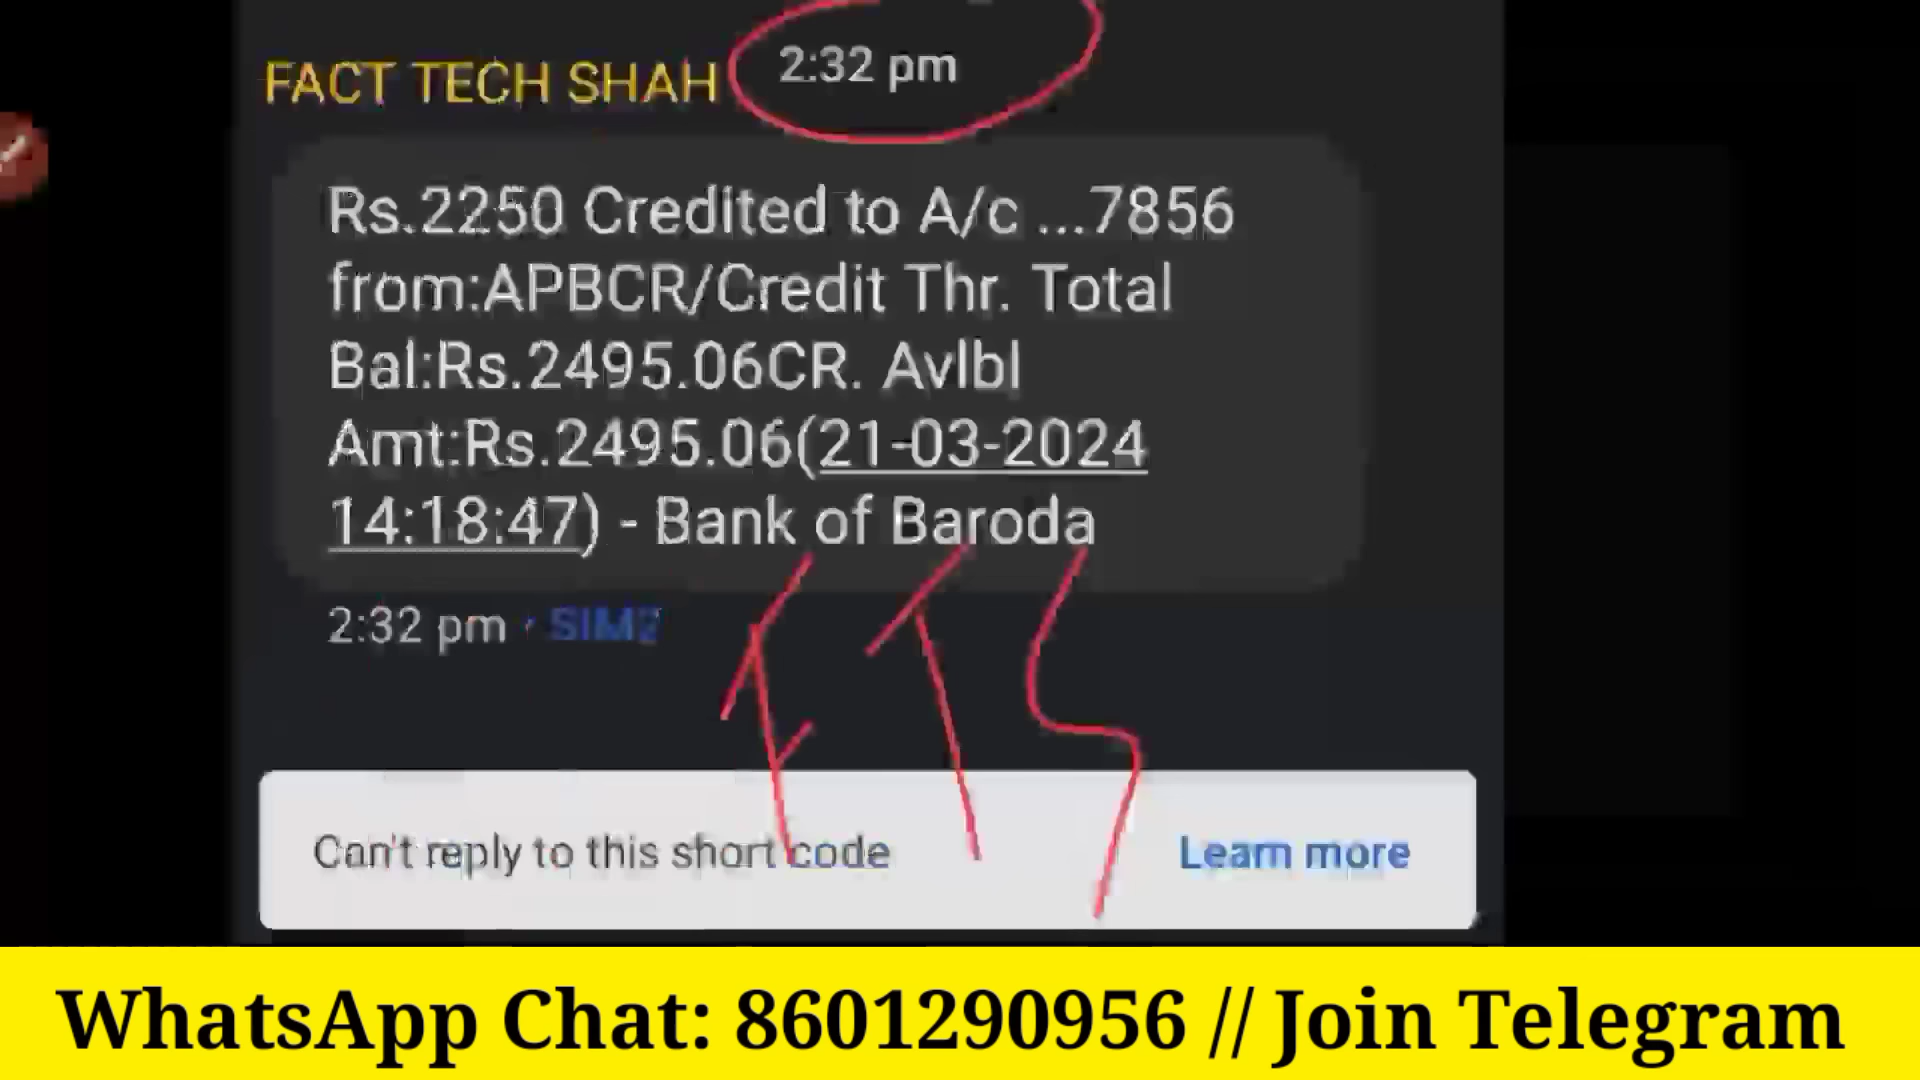 FACT TECH SHAH 2:32 pm
Rs.2250 Credited to A/c ...7856
from:APBCR/Credit Thr. Total
Bal:Rs.2495.06CR. Avlbl
Amt:Rs.2495.06(21-03-2024
14:18:47) - Bank of Baroda
2:32 pm · SIM2
FTS
Can't reply to this short code Learn more
WhatsApp Chat: 8601290956 // Join Telegram